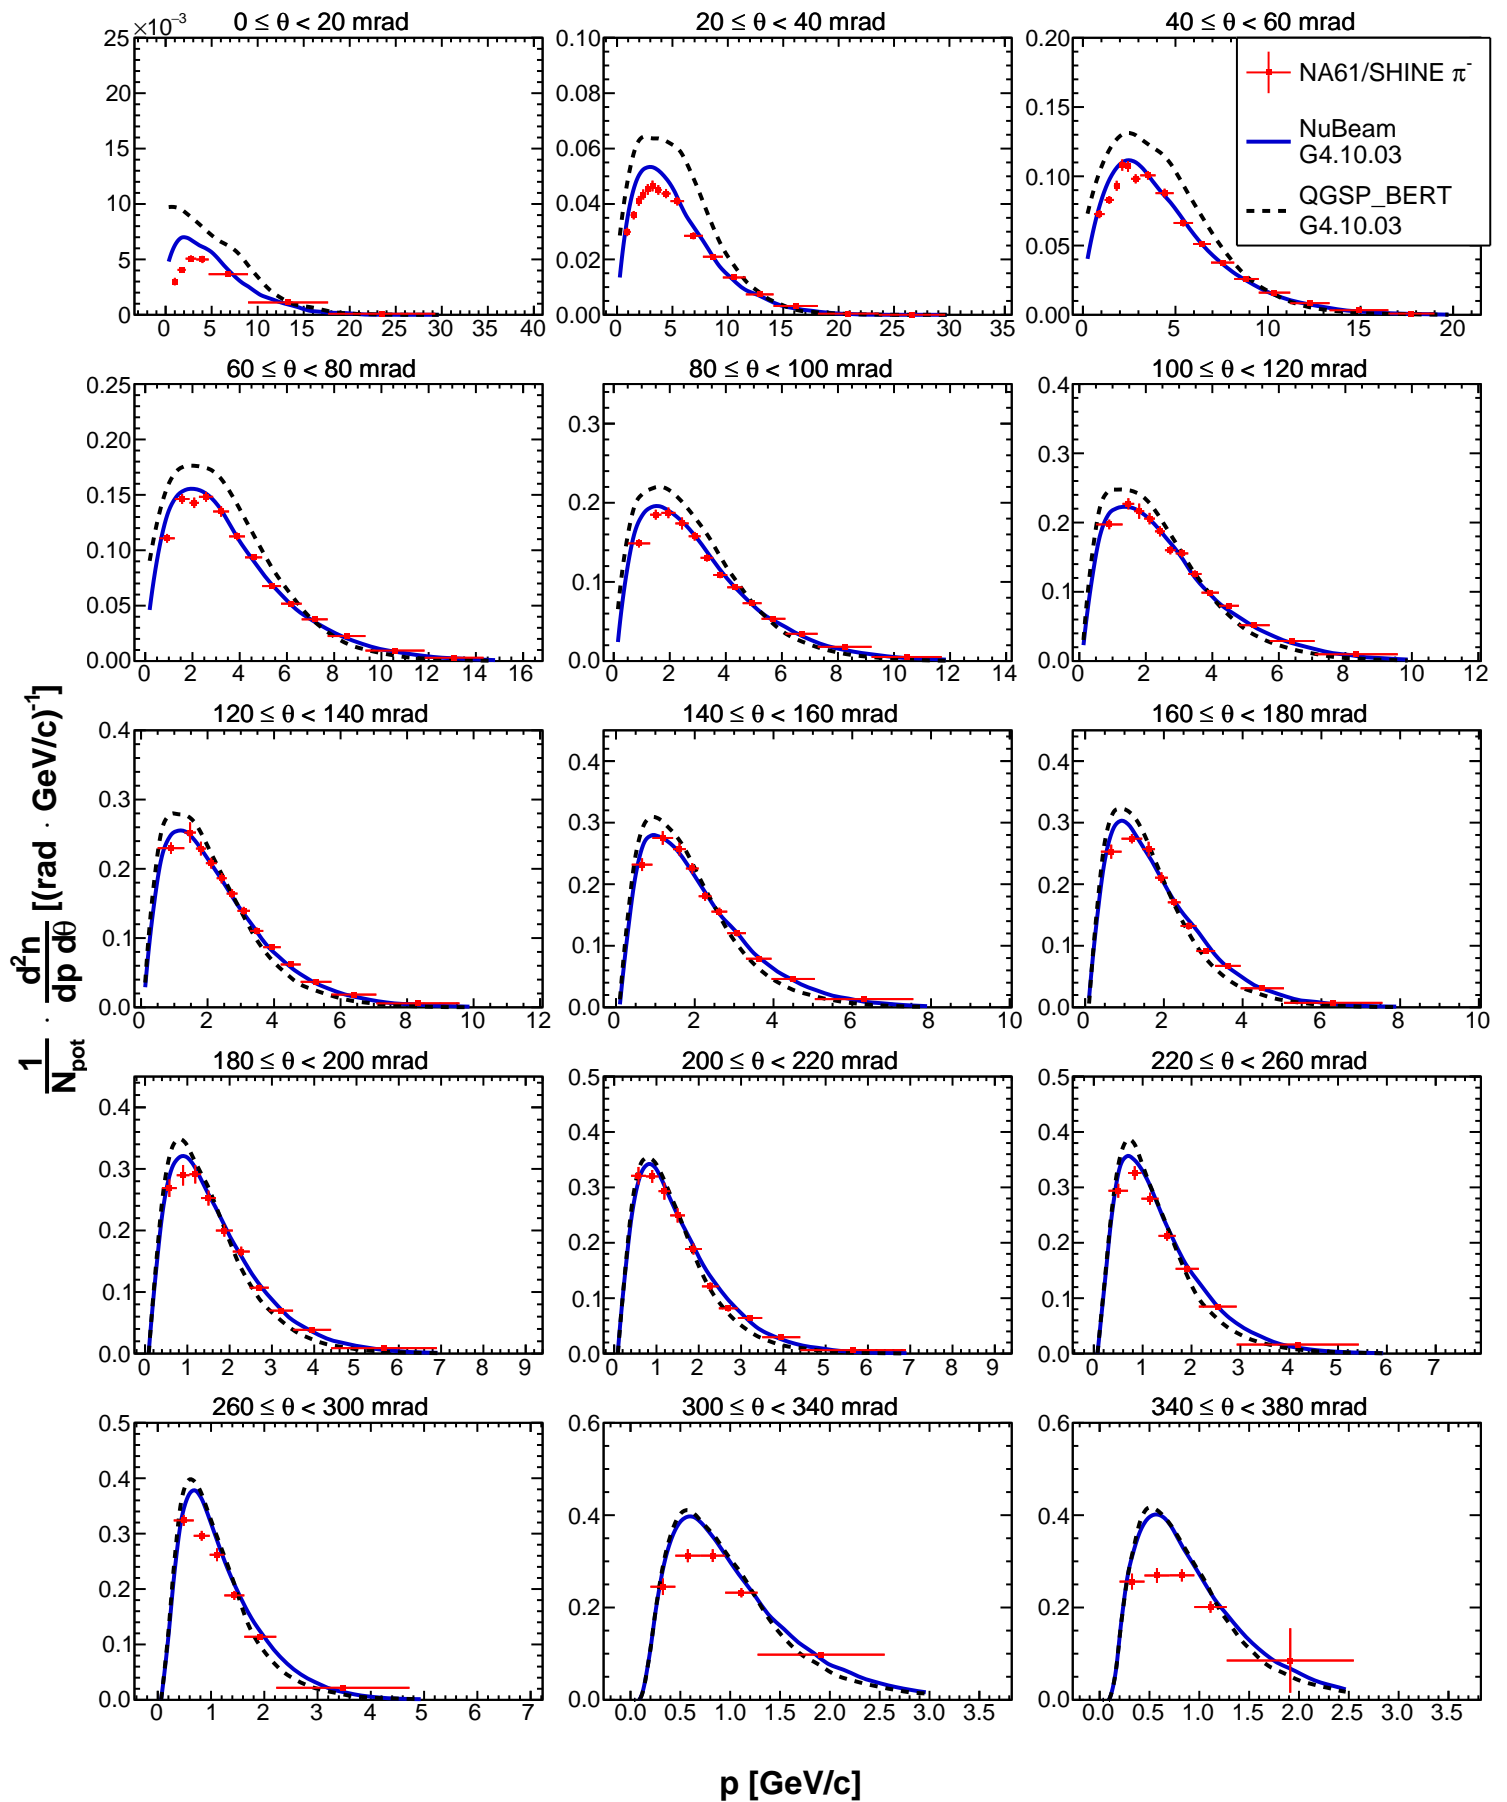 0 ≤ θ < 20 mrad
×10⁻³
25
20
15
10
5
0
0 5 10 15 20 25 30 35 40
20 ≤ θ < 40 mrad
0.10
0.08
0.06
0.04
0.02
0.00
0 5 10 15 20 25 30 35
40 ≤ θ < 60 mrad
0.20
0.15
0.10
0.05
0.00
0 5 10 15 20
NA61/SHINE π⁻
NuBeam
G4.10.03
QGSP_BERT
G4.10.03
60 ≤ θ < 80 mrad
0.25
0.20
0.15
0.10
0.05
0.00
0 2 4 6 8 10 12 14 16
80 ≤ θ < 100 mrad
0.3
0.2
0.1
0.0
0 2 4 6 8 10 12 14
100 ≤ θ < 120 mrad
0.4
0.3
0.2
0.1
0.0
0 2 4 6 8 10 12
120 ≤ θ < 140 mrad
0.4
0.3
0.2
0.1
0.0
0 2 4 6 8 10 12
140 ≤ θ < 160 mrad
0.4
0.3
0.2
0.1
0.0
0 2 4 6 8 10
160 ≤ θ < 180 mrad
0.4
0.3
0.2
0.1
0.0
0 2 4 6 8 10
180 ≤ θ < 200 mrad
0.4
0.3
0.2
0.1
0.0
0 1 2 3 4 5 6 7 8 9
200 ≤ θ < 220 mrad
0.5
0.4
0.3
0.2
0.1
0.0
0 1 2 3 4 5 6 7 8 9
220 ≤ θ < 260 mrad
0.5
0.4
0.3
0.2
0.1
0.0
0 1 2 3 4 5 6 7
260 ≤ θ < 300 mrad
0.5
0.4
0.3
0.2
0.1
0.0
0 1 2 3 4 5 6 7
300 ≤ θ < 340 mrad
0.6
0.4
0.2
0.0
0.0 0.5 1.0 1.5 2.0 2.5 3.0 3.5
340 ≤ θ < 380 mrad
0.6
0.4
0.2
0.0
0.0 0.5 1.0 1.5 2.0 2.5 3.0 3.5
1/N_pot · d²n/dp dθ [(rad · GeV/c)⁻¹]
p [GeV/c]